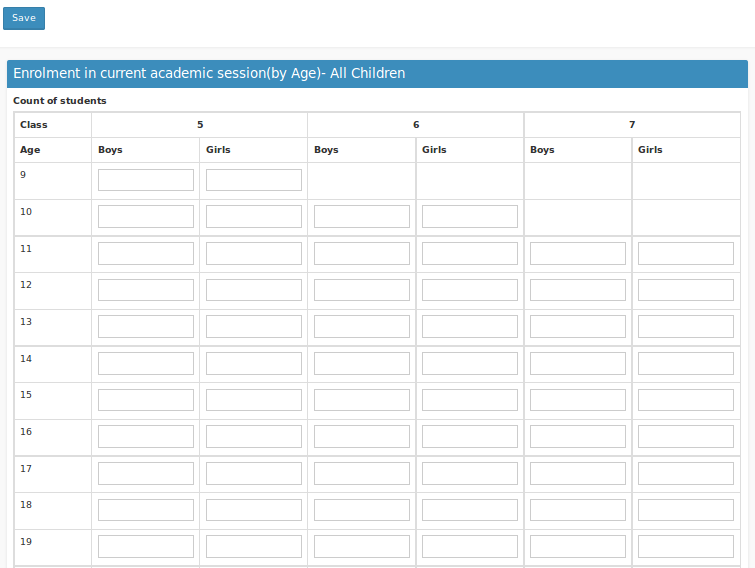 Save
Enrolment in current academic session(by Age)- All Children
Count of students
Class 5 6 7
Age Boys Girls Boys Girls Boys Girls
9
10
11
12
13
14
15
16
17
18
19